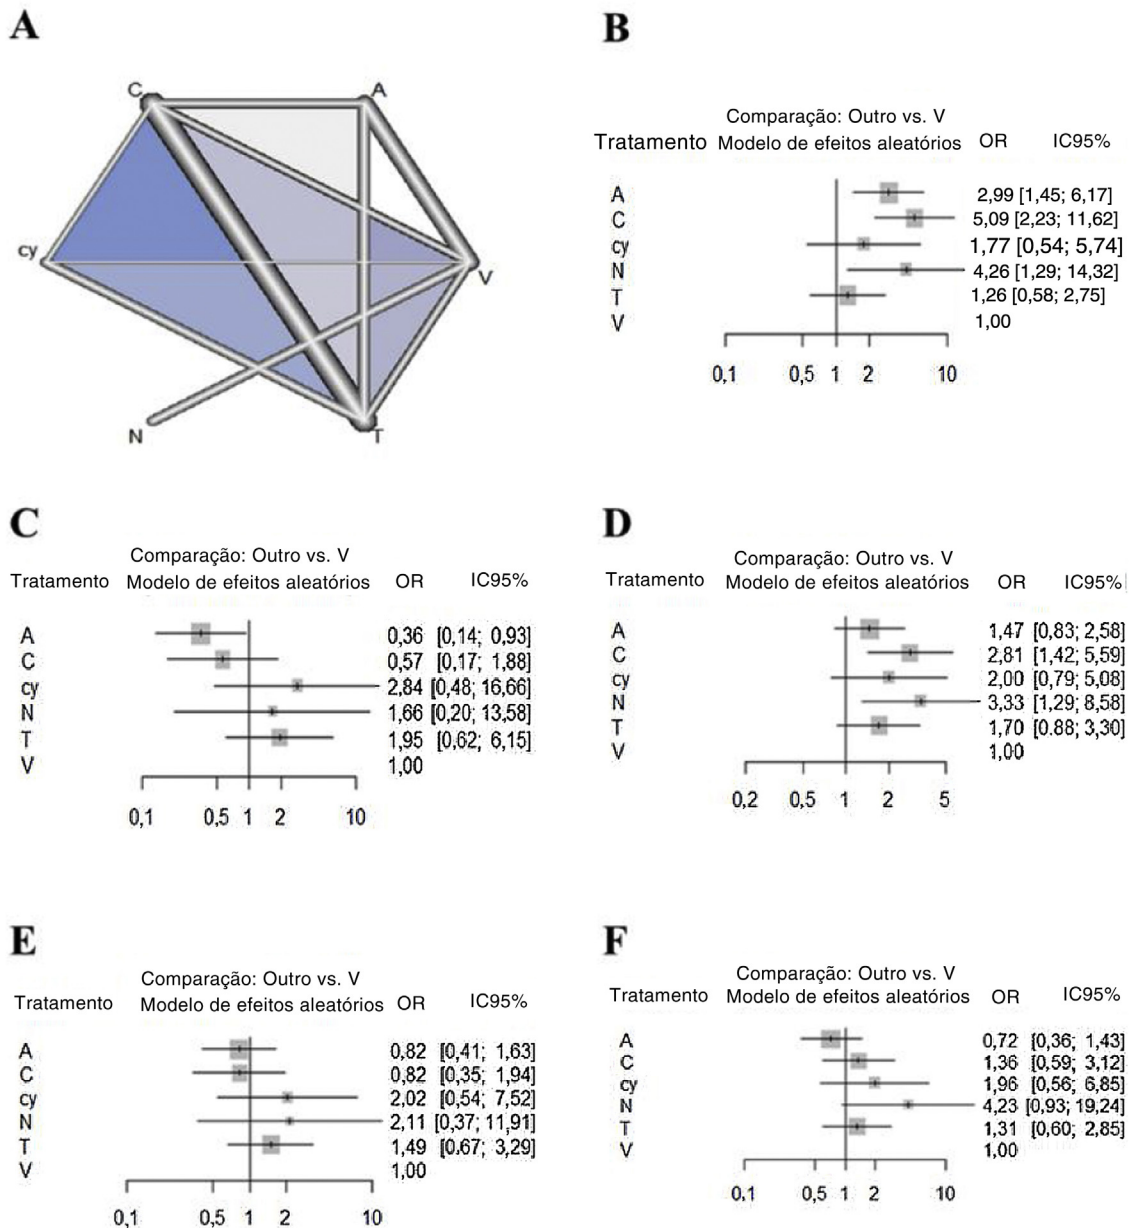 A
C
A
cy
V
N
T
B
Comparação: Outro vs. V
Tratamento Modelo de efeitos aleatórios OR IC95%
A 2,99 [1,45; 6,17]
C 5,09 [2,23; 11,62]
cy 1,77 [0,54; 5,74]
N 4,26 [1,29; 14,32]
T 1,26 [0,58; 2,75]
V 1,00
0,1 0,5 1 2 10
C
Comparação: Outro vs. V
Tratamento Modelo de efeitos aleatórios OR IC95%
A 0,36 [0,14; 0,93]
C 0,57 [0,17; 1,88]
cy 2,84 [0,48; 16,66]
N 1,66 [0,20; 13,58]
T 1,95 [0,62; 6,15]
V 1,00
0,1 0,5 1 2 10
D
Comparação: Outro vs. V
Tratamento Modelo de efeitos aleatórios OR IC95%
A 1,47 [0,83; 2,58]
C 2,81 [1,42; 5,59]
cy 2,00 [0,79; 5,08]
N 3,33 [1,29; 8,58]
T 1,70 [0,88; 3,30]
V 1,00
0,2 0,5 1 2 5
E
Comparação: Outro vs. V
Tratamento Modelo de efeitos aleatórios OR IC95%
A 0,82 [0,41; 1,63]
C 0,82 [0,35; 1,94]
cy 2,02 [0,54; 7,52]
N 2,11 [0,37; 11,91]
T 1,49 [0,67; 3,29]
V 1,00
0,1 0,5 1 2 10
F
Comparação: Outro vs. V
Tratamento Modelo de efeitos aleatórios OR IC95%
A 0,72 [0,36; 1,43]
C 1,36 [0,59; 3,12]
cy 1,96 [0,56; 6,85]
N 4,23 [0,93; 19,24]
T 1,31 [0,60; 2,85]
V 1,00
0,1 0,5 1 2 10